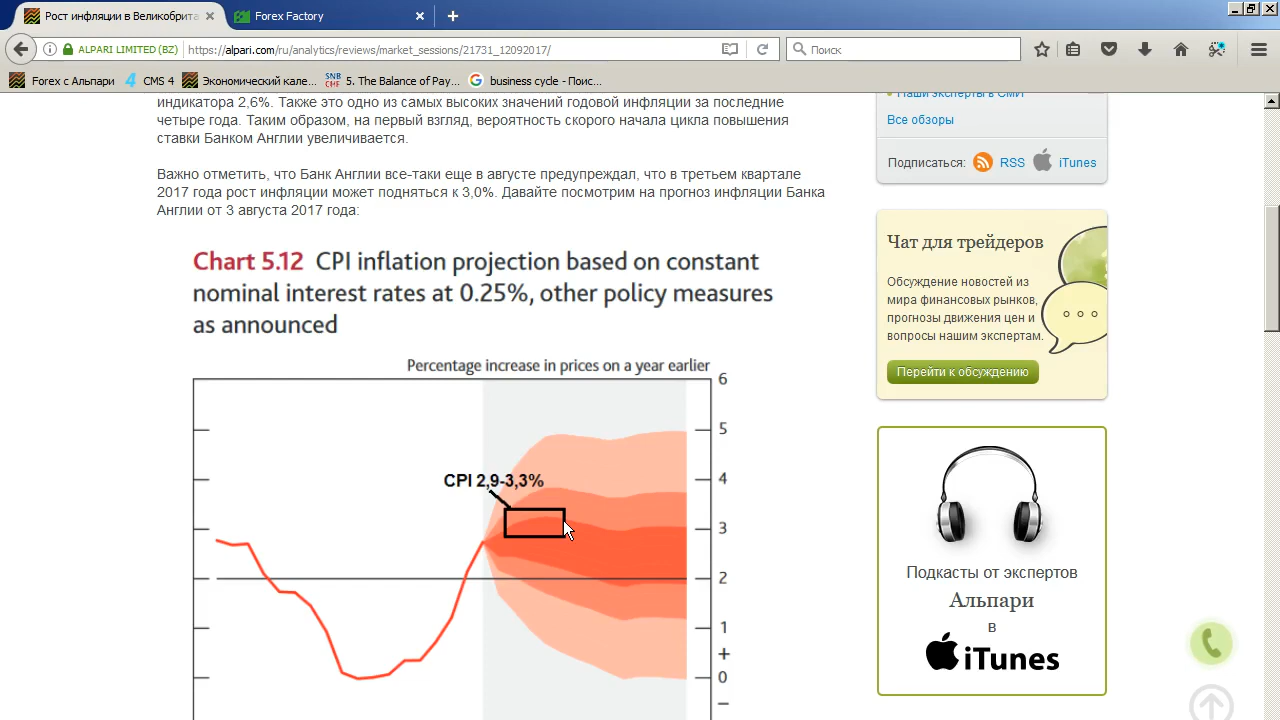 Рост инфляции в Великобрита
Forex Factory
ALPARI LIMITED (BZ)
https://alpari.com/ru/analytics/reviews/market_sessions/21731_12092017/
Поиск
Forex с Альпари
CMS 4
Экономический кале...
SNB
5. The Balance of Pay...
business cycle - Поис...
индикатора 2,6%. Также это одно из самых высоких значений годовой инфляции за последние
четыре года. Таким образом, на первый взгляд, вероятность скорого начала цикла повышения
ставки Банком Англии увеличивается.
Важно отметить, что Банк Англии все-таки еще в августе предупреждал, что в третьем квартале
2017 года рост инфляции может подняться к 3,0%. Давайте посмотрим на прогноз инфляции Банка
Англии от 3 августа 2017 года:
Chart 5.12 CPI inflation projection based on constant
nominal interest rates at 0.25%, other policy measures
as announced
Percentage increase in prices on a year earlier
6
5
4
3
2
1
+
0
–
CPI 2,9-3,3%
Наши эксперты в СМИ
Все обзоры
Подписаться:
RSS
iTunes
Чат для трейдеров
Обсуждение новостей из
мира финансовых рынков,
прогнозы движения цен и
вопросы нашим экспертам.
Перейти к обсуждению
Подкасты от экспертов
Альпари
в
iTunes